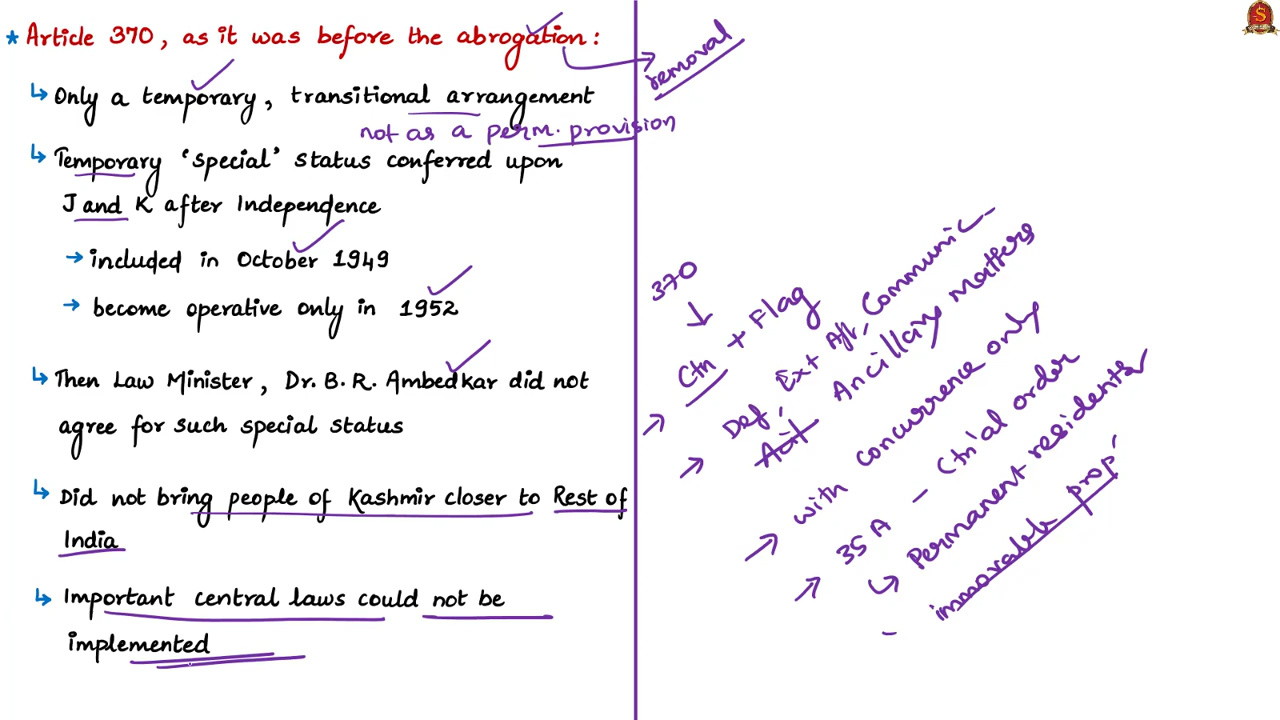 * Article 370, as it was before the abrogation:
removal
↳ Only a temporary, transitional arrangement
not as a perm. provision
↳ Temporary 'special' status conferred upon
J and K after Independence
→ included in October 1949
→ become operative only in 1952
↳ Then Law Minister, Dr. B. R. Ambedkar did not
agree for such special status
↳ Did not bring people of Kashmir closer to Rest of
India
↳ Important central laws could not be
implemented
370
↓
→ Ctn + Flag
→ Def, Ext Aff, Communic-
Ancillary Matters
→ with concurrence only
→ 35A - Ctn'al order
↳ Permanent residents
- immovable prop'